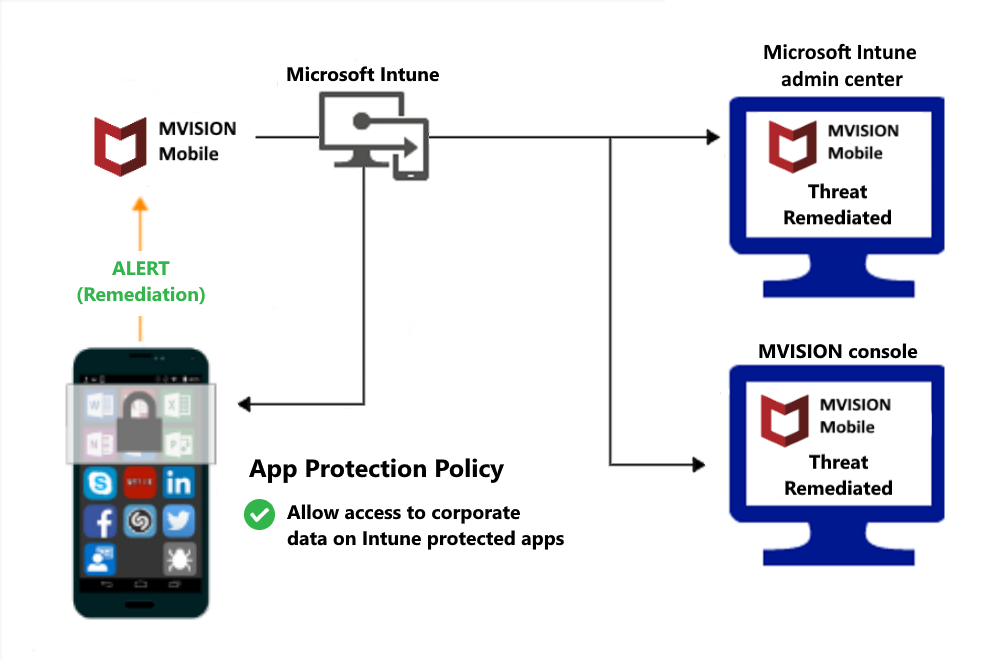 Microsoft Intune
admin center
Microsoft Intune
MVISION
Mobile
MVISION
Mobile
Threat
Remediated
ALERT
(Remediation)
MVISION console
MVISION
Mobile
Threat
Remediated
App Protection Policy
Allow access to corporate
data on Intune protected apps
W
X
N
P
S
in
f